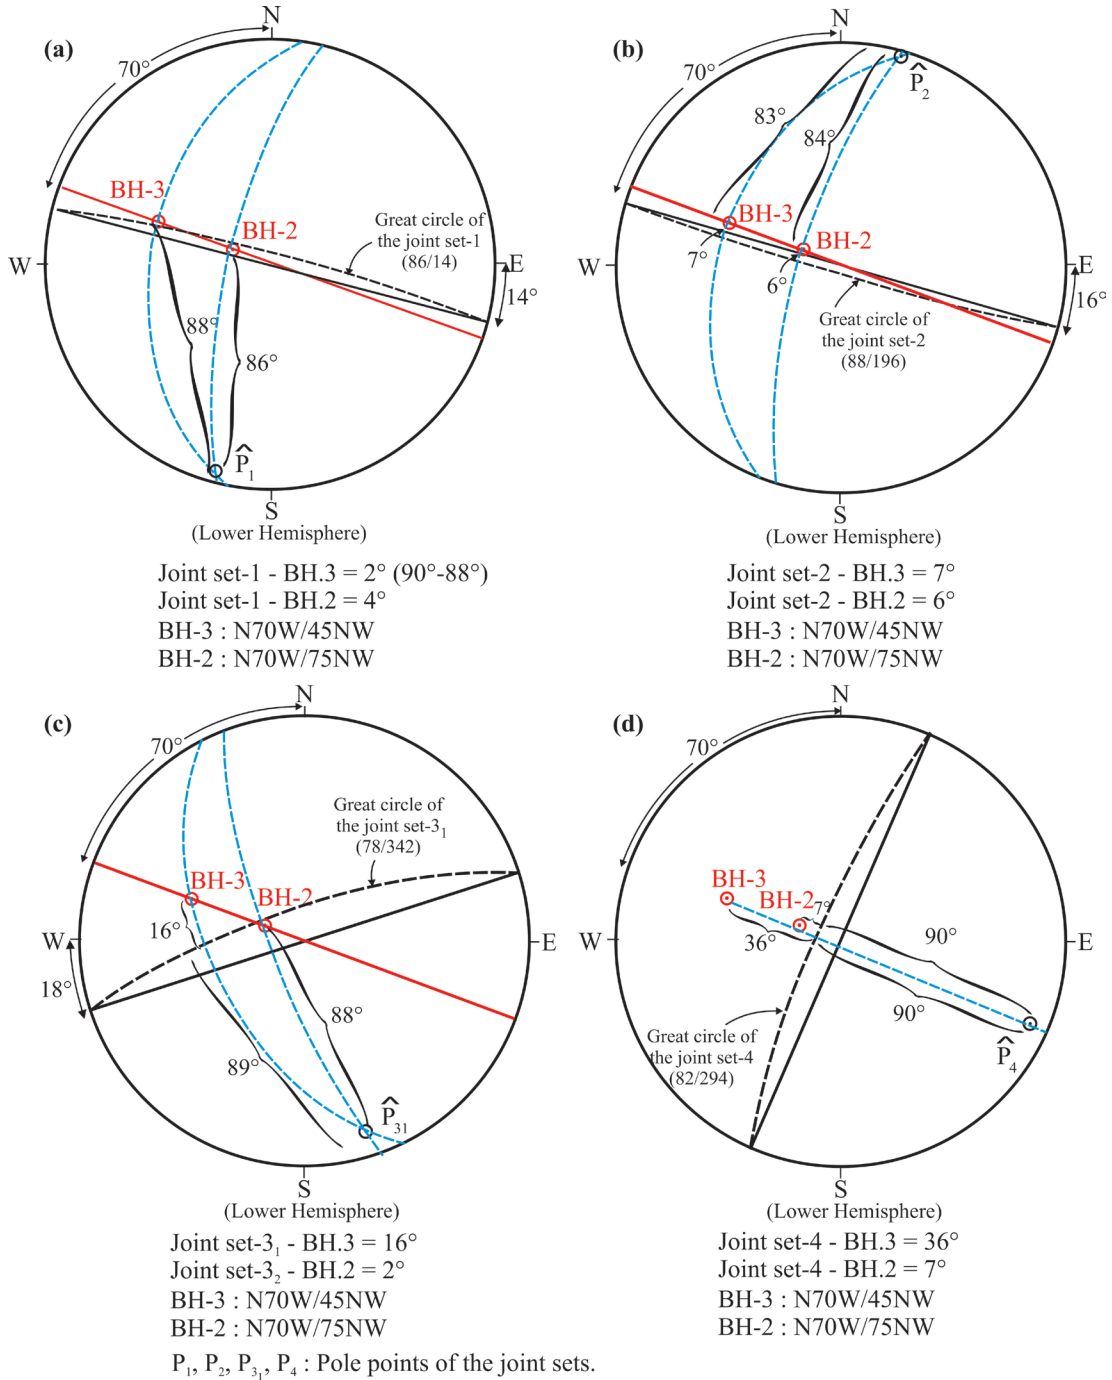 (a)
N
70°
BH-3
BH-2
Great circle of
the joint set-1
(86/14)
W
E
14°
88°
86°
P̂₁
S
(Lower Hemisphere)
Joint set-1 - BH.3 = 2° (90°-88°)
Joint set-1 - BH.2 = 4°
BH-3 : N70W/45NW
BH-2 : N70W/75NW
(b)
N
70°
P̂₂
83°
84°
BH-3
BH-2
W
E
7°
6°
16°
Great circle of
the joint set-2
(88/196)
S
(Lower Hemisphere)
Joint set-2 - BH.3 = 7°
Joint set-2 - BH.2 = 6°
BH-3 : N70W/45NW
BH-2 : N70W/75NW
(c)
N
70°
Great circle of
the joint set-3₁
(78/342)
BH-3
BH-2
16°
W
E
18°
88°
89°
P̂₃₁
S
(Lower Hemisphere)
Joint set-3₁ - BH.3 = 16°
Joint set-3₂ - BH.2 = 2°
BH-3 : N70W/45NW
BH-2 : N70W/75NW
(d)
N
70°
BH-3
BH-2
7°
W
E
36°
90°
90°
Great circle of
the joint set-4
(82/294)
P̂₄
S
(Lower Hemisphere)
Joint set-4 - BH.3 = 36°
Joint set-4 - BH.2 = 7°
BH-3 : N70W/45NW
BH-2 : N70W/75NW
P₁, P₂, P₃₁, P₄ : Pole points of the joint sets.